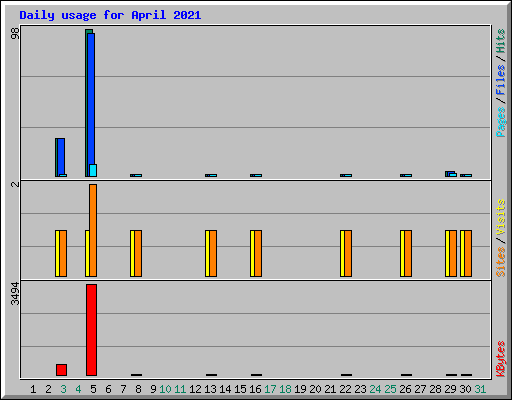 Daily usage for April 2021
98
Pages / Files / Hits
2
Sites / Visits
3494
KBytes
1 2 3 4 5 6 7 8 9 10 11 12 13 14 15 16 17 18 19 20 21 22 23 24 25 26 27 28 29 30 31